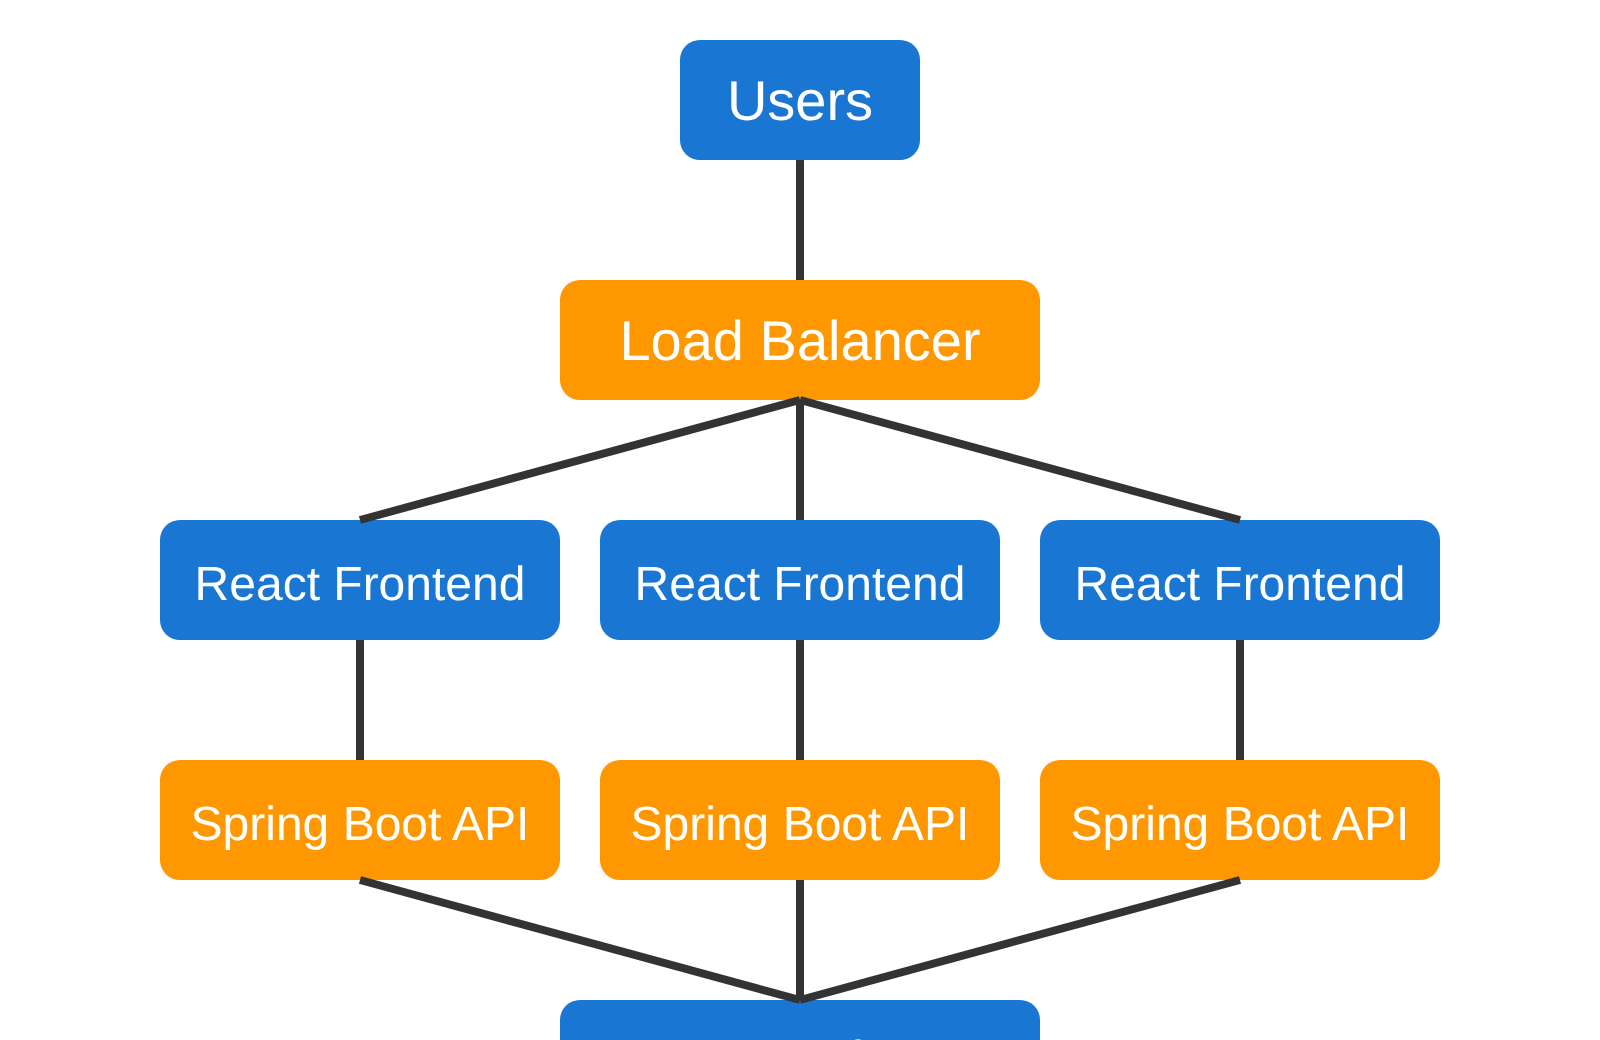 Users
Load Balancer
React Frontend
React Frontend
React Frontend
Spring Boot API
Spring Boot API
Spring Boot API